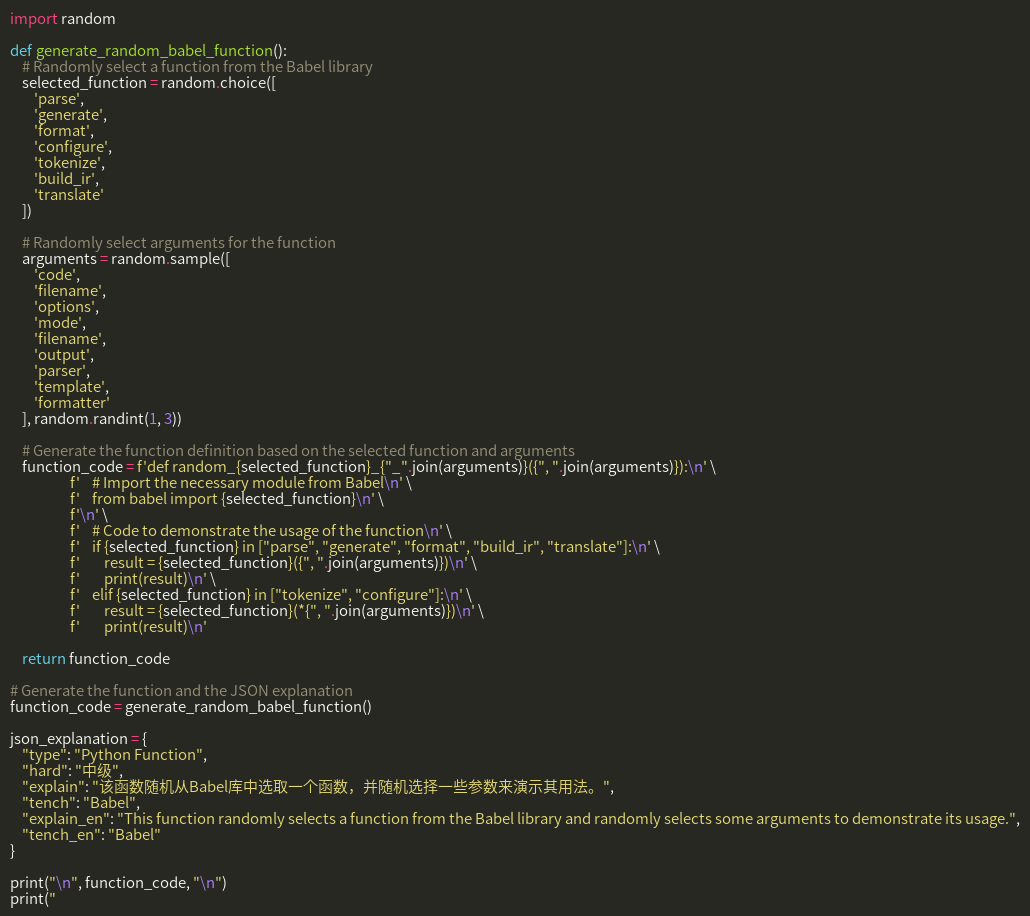 import random

def generate_random_babel_function():
    # Randomly select a function from the Babel library
    selected_function = random.choice([
        'parse',
        'generate',
        'format',
        'configure',
        'tokenize',
        'build_ir',
        'translate'
    ])

    # Randomly select arguments for the function
    arguments = random.sample([
        'code',
        'filename',
        'options',
        'mode',
        'filename',
        'output',
        'parser',
        'template',
        'formatter'
    ], random.randint(1, 3))

    # Generate the function definition based on the selected function and arguments
    function_code = f'def random_{selected_function}_{"_".join(arguments)}({", ".join(arguments)}):\n' \
                    f'    # Import the necessary module from Babel\n' \
                    f'    from babel import {selected_function}\n' \
                    f'\n' \
                    f'    # Code to demonstrate the usage of the function\n' \
                    f'    if {selected_function} in ["parse", "generate", "format", "build_ir", "translate"]:\n' \
                    f'        result = {selected_function}({", ".join(arguments)})\n' \
                    f'        print(result)\n' \
                    f'    elif {selected_function} in ["tokenize", "configure"]:\n' \
                    f'        result = {selected_function}(*{", ".join(arguments)})\n' \
                    f'        print(result)\n'

    return function_code

# Generate the function and the JSON explanation
function_code = generate_random_babel_function()

json_explanation = {
    "type": "Python Function",
    "hard": "中级",
    "explain": "该函数随机从Babel库中选取一个函数，并随机选择一些参数来演示其用法。",
    "tench": "Babel",
    "explain_en": "This function randomly selects a function from the Babel library and randomly selects some arguments to demonstrate its usage.",
    "tench_en": "Babel"
}

print("\n", function_code, "\n")
print("